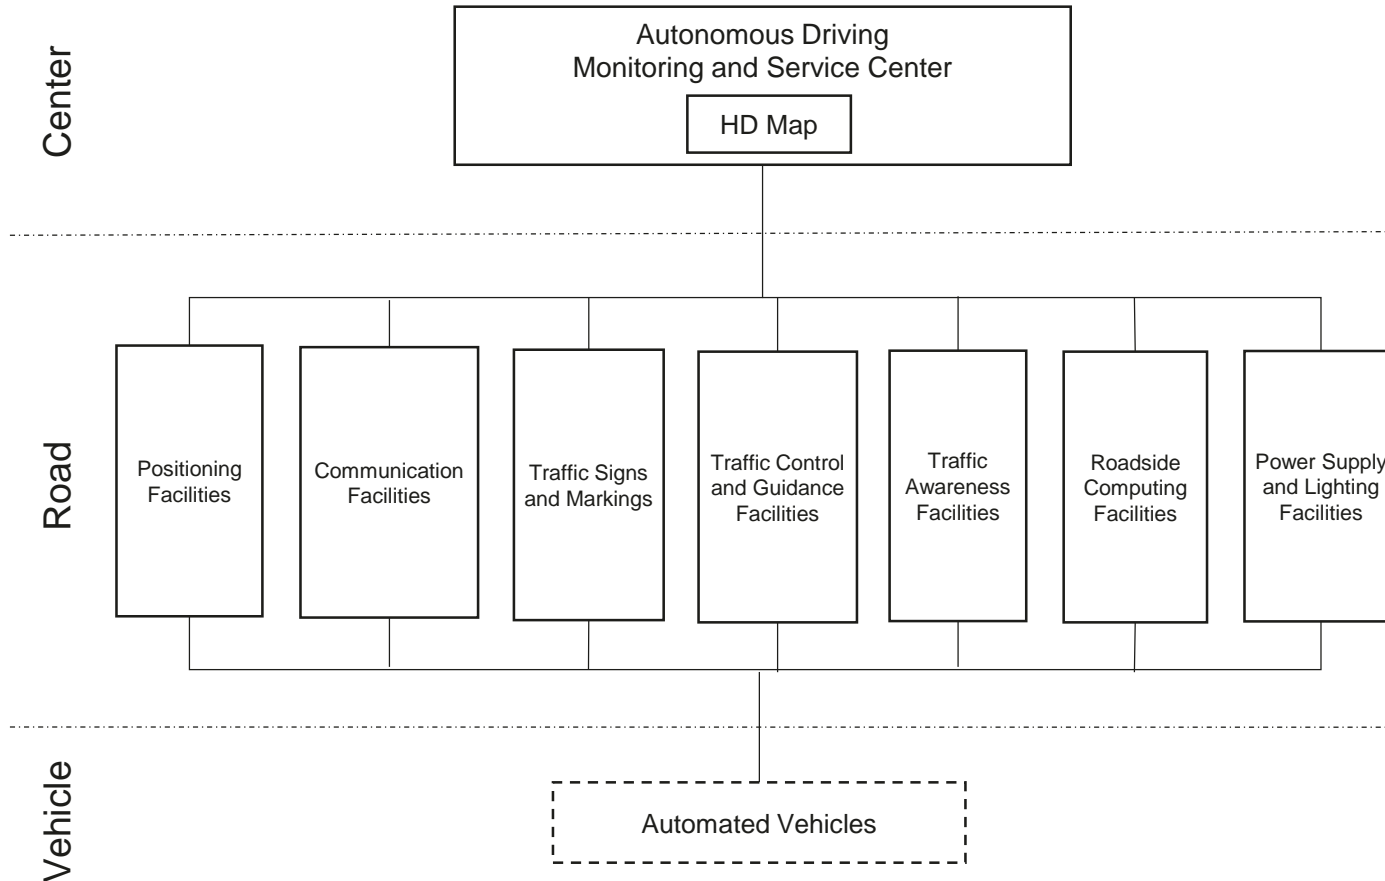 Center
Autonomous Driving
Monitoring and Service Center
HD Map
Road
Positioning
Facilities
Communication
Facilities
Traffic Signs
and Markings
Traffic Control
and Guidance
Facilities
Traffic
Awareness
Facilities
Roadside
Computing
Facilities
Power Supply
and Lighting
Facilities
Vehicle
Automated Vehicles